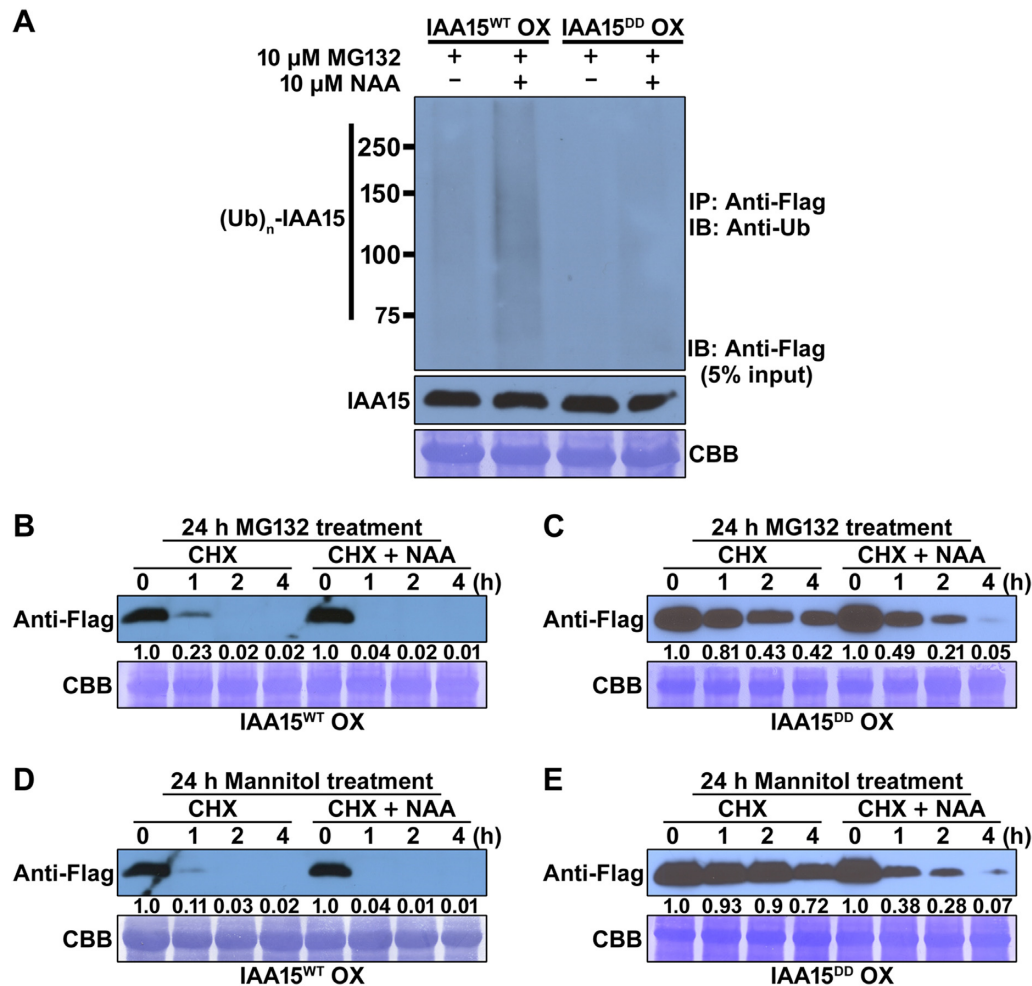 A
IAA15WT OX IAA15DD OX
10 µM MG132 + + + +
10 µM NAA − + − +
250
150
(Ub)n-IAA15
100
75
IP: Anti-Flag
IB: Anti-Ub
IB: Anti-Flag
(5% input)
IAA15
CBB
B
24 h MG132 treatment
CHX CHX + NAA
0 1 2 4 0 1 2 4 (h)
Anti-Flag
1.0 0.23 0.02 0.02 1.0 0.04 0.02 0.01
CBB
IAA15WT OX
C
24 h MG132 treatment
CHX CHX + NAA
0 1 2 4 0 1 2 4 (h)
Anti-Flag
1.0 0.81 0.43 0.42 1.0 0.49 0.21 0.05
CBB
IAA15DD OX
D
24 h Mannitol treatment
CHX CHX + NAA
0 1 2 4 0 1 2 4 (h)
Anti-Flag
1.0 0.11 0.03 0.02 1.0 0.04 0.01 0.01
CBB
IAA15WT OX
E
24 h Mannitol treatment
CHX CHX + NAA
0 1 2 4 0 1 2 4 (h)
Anti-Flag
1.0 0.93 0.9 0.72 1.0 0.38 0.28 0.07
CBB
IAA15DD OX